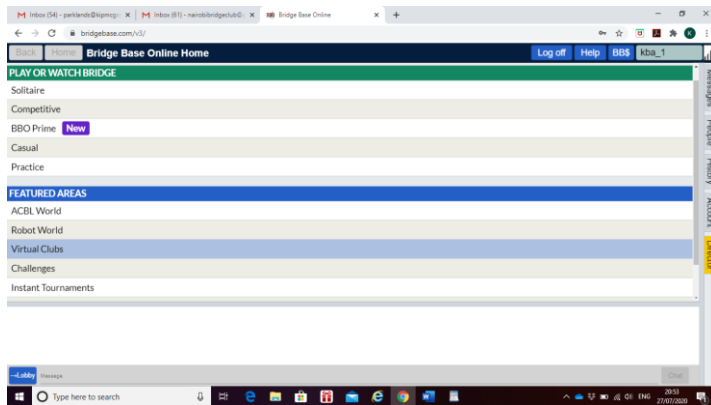 Inbox (54) - parklands@kipmcg
Inbox (61) - nairobibridgeclub@
Bridge Base Online
bridgebase.com/v3/
K
Back
Home
Bridge Base Online Home
Log off
Help
BB$
kba_1
PLAY OR WATCH BRIDGE
Solitaire
Competitive
BBO Prime New
Casual
Practice
FEATURED AREAS
ACBL World
Robot World
Virtual Clubs
Challenges
Instant Tournaments
Messages
People
History
Account
Director
→Lobby
Message
Chat
Type here to search
ENG
20:53
27/07/2020